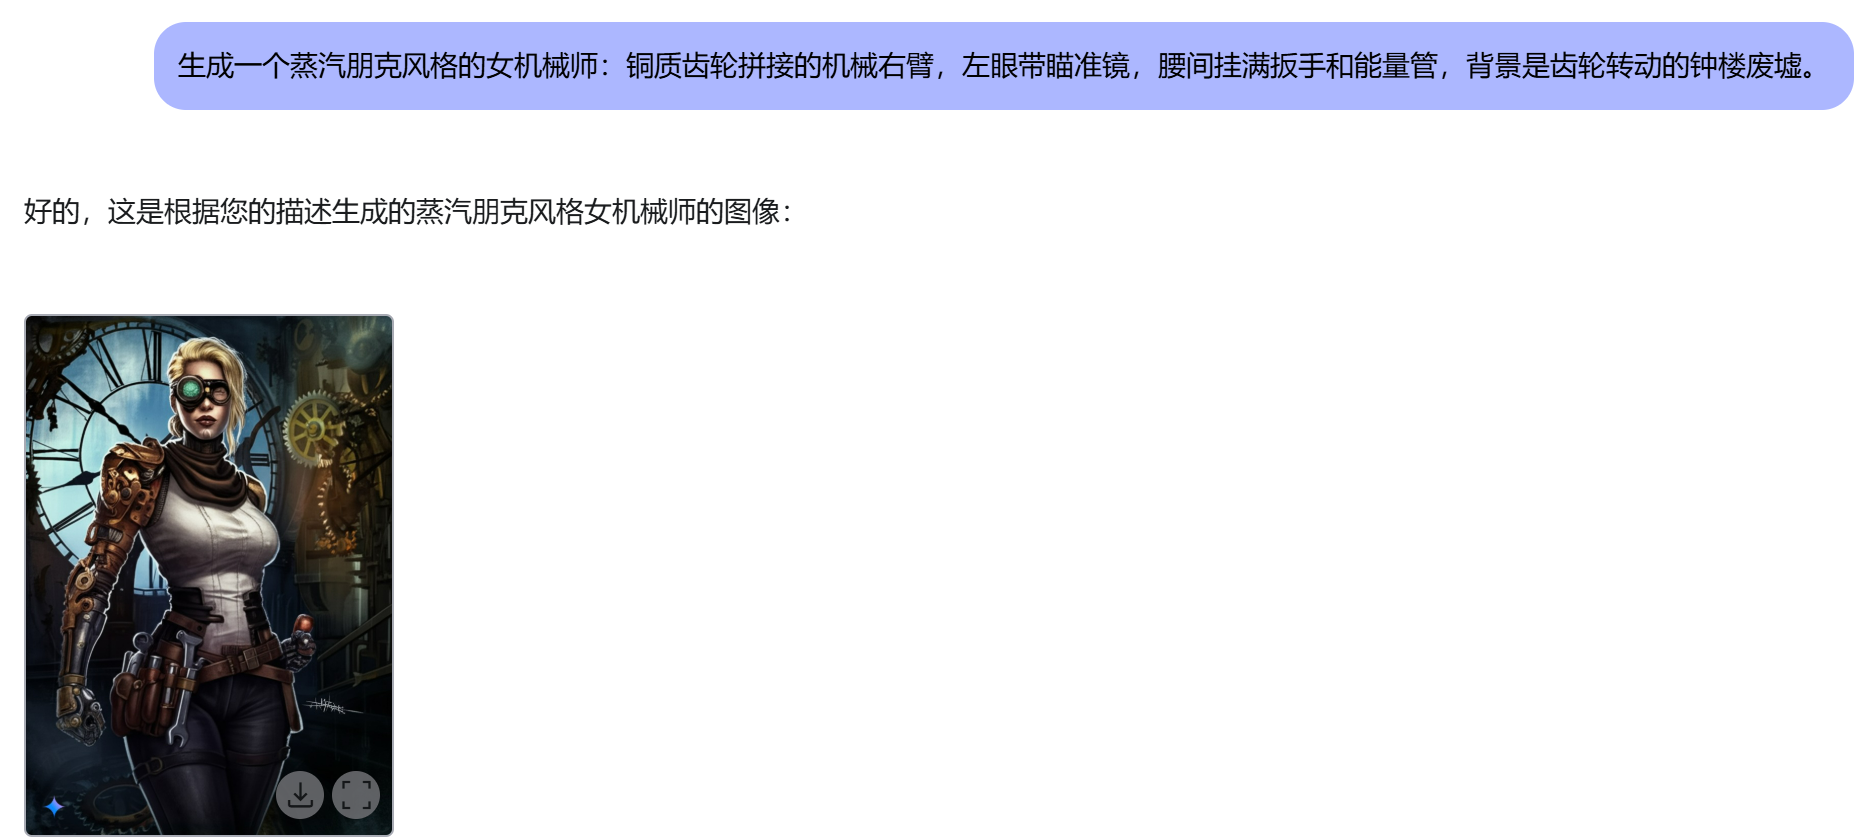 生成一个蒸汽朋克风格的女机械师：铜质齿轮拼接的机械右臂，左眼带瞄准镜，腰间挂满扳手和能量管，背景是齿轮转动的钟楼废墟。
好的，这是根据您的描述生成的蒸汽朋克风格女机械师的图像：